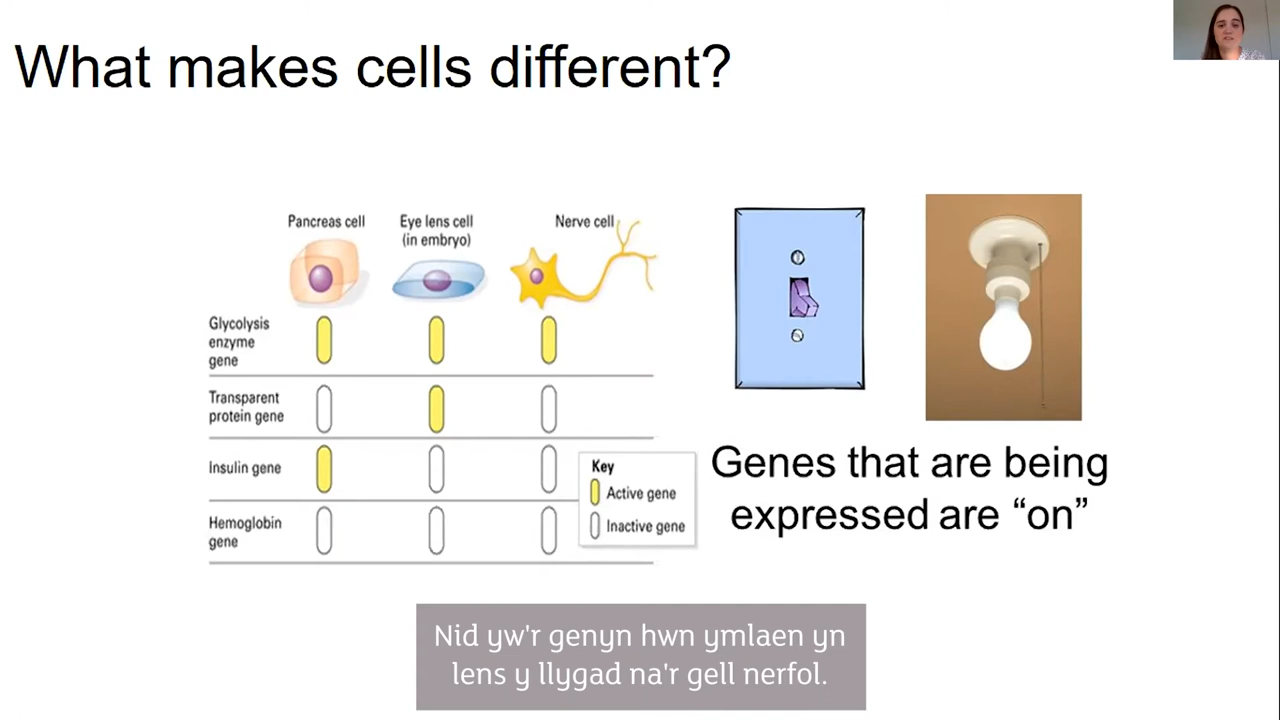 What makes cells different?
Pancreas cell
Eye lens cell
(in embryo)
Nerve cell
Glycolysis
enzyme
gene
Transparent
protein gene
Insulin gene
Hemoglobin
gene
Key
Active gene
Inactive gene
Genes that are being
expressed are “on”
Nid yw'r genyn hwn ymlaen yn
lens y llygad na'r gell nerfol.